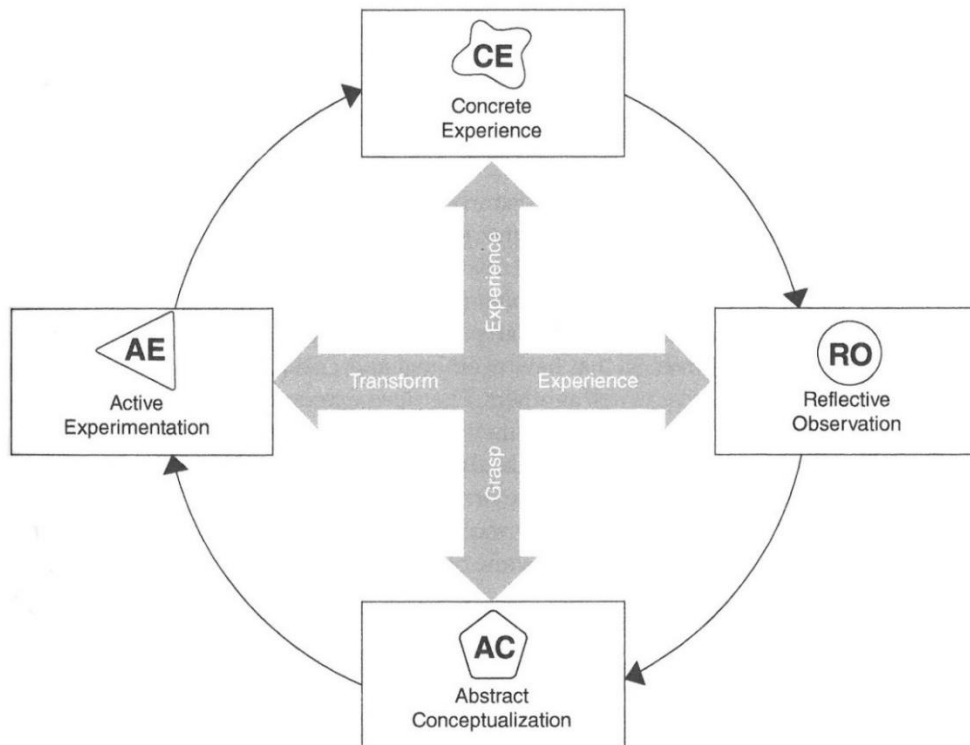 CE
Concrete
Experience
Experience
AE
Active
Experimentation
Transform
Experience
RO
Reflective
Observation
Grasp
AC
Abstract
Conceptualization